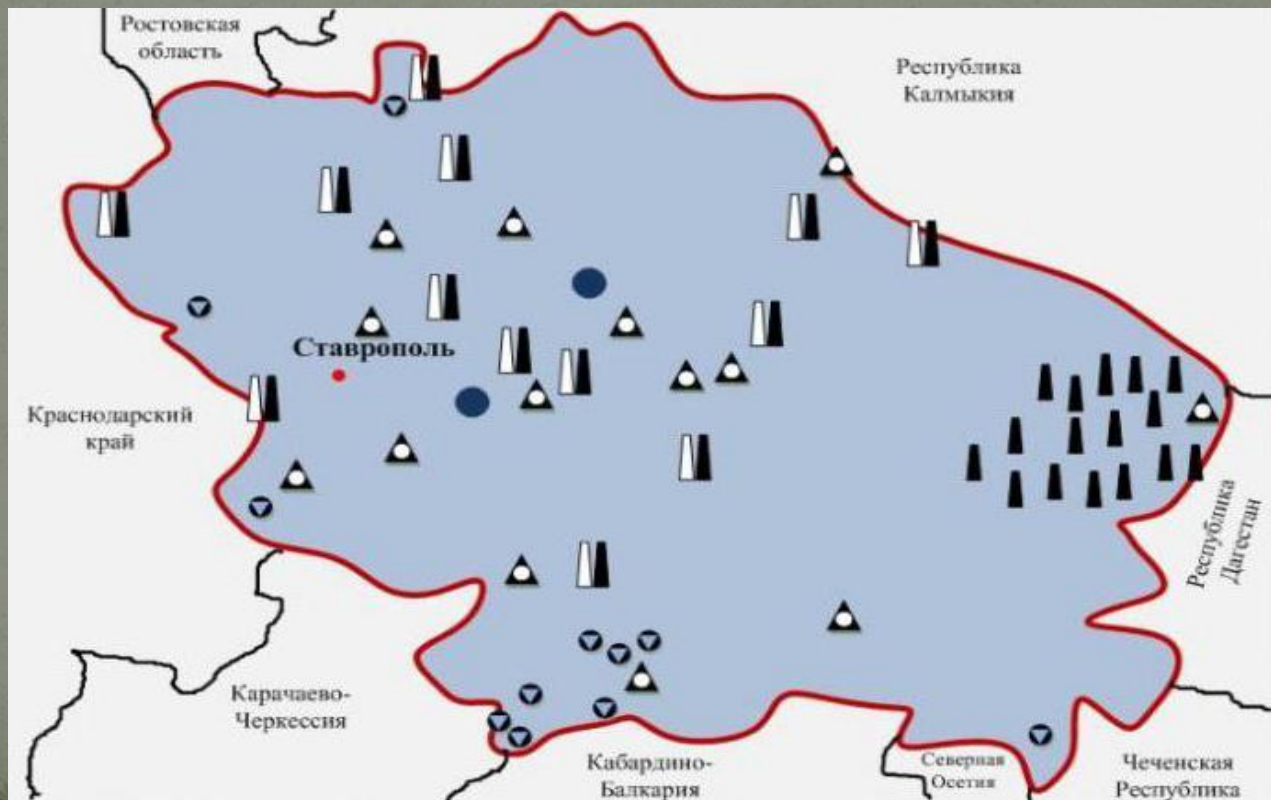 Ростовская
область
Республика
Калмыкия
Ставрополь
Краснодарский
край
Республика
Дагестан
Карачаево-
Черкессия
Кабардино-
Балкария
Северная
Осетия
Чеченская
Республика